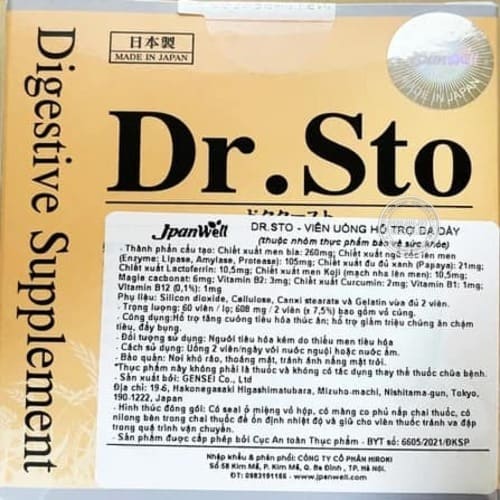 日本製
MADE IN JAPAN
JpanWell
MADE IN JAPAN
Digestive Supplement
Dr.Sto
ドクタースト
JpanWell
DR.STO - VIÊN UỐNG HỖ TRỢ DẠ DÀY
(thuộc nhóm thực phẩm bảo vệ sức khỏe)
- Thành phần cấu tạo: Chiết xuất men bia: 260mg; Chiết xuất ngũ cốc lên men
(Enzyme: Lipase, Amylase, Protease): 105mg; Chiết xuất đu đủ xanh (Papaya): 21mg;
Chiết xuất Lactoferrin: 10,5mg; Chiết xuất men Koji (mạch nha lên men): 10,5mg;
Magie cacbonat: 6mg; Vitamin B2: 3mg; Chiết xuất Curcumin: 2mg; Vitamin B1: 1mg;
Vitamin B12 (0,1%): 1mg
Phụ liệu: Silicon dioxide, Cellulose, Canxi stearate và Gelatin vừa đủ 2 viên.
- Trọng lượng: 60 viên / lọ; 608 mg / 2 viên (± 7,5%) bao gồm vỏ cứng.
- Công dụng: Hỗ trợ tăng cường tiêu hóa thức ăn; hỗ trợ giảm triệu chứng ăn chậm
tiêu, đầy bụng.
- Đối tượng sử dụng: Người tiêu hóa kém do thiếu men tiêu hóa
- Cách sử dụng: Uống 2 viên/ngày với nước nguội hoặc nước ấm.
- Bảo quản: Nơi khô ráo, thoáng mát, tránh ánh nắng mặt trời.
*Thực phẩm này không phải là thuốc và không có tác dụng thay thế thuốc chữa bệnh.
- Sản xuất bởi: GENSEI Co., Ltd
Địa chỉ: 19-6, Hakonegasaki Higashimatubara, Mizuho-machi, Nishitama-gun, Tokyo,
190.1222, Japan
- Hình thức đóng gói: Có seal ở miệng vỏ hộp, có màng co phủ nắp chai thuốc, có
nilong bên trong chai thuốc để ổn định nhiệt độ và giữ cho viên thuốc tránh va đập
trong quá trình vận chuyển.
- Sản phẩm được cấp phép bởi Cục An toàn Thực phẩm - BYT số: 6605/2021/ĐKSP
Nhập khẩu & phân phối: CÔNG TY CỔ PHẦN HIROKI
Số 58 Kim Mã, P. Kim Mã, Q. Ba Đình, TP. Hà Nội.
ĐT: 0983191166 - www.jpanwell.com